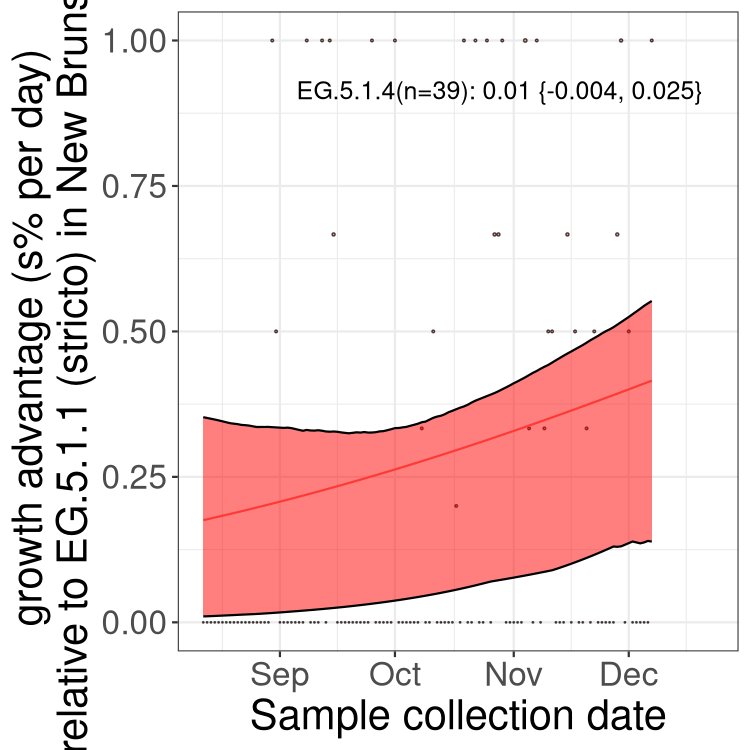 growth advantage (s% per day)
relative to EG.5.1.1 (stricto) in New Bruns
1.00
0.75
0.50
0.25
0.00
EG.5.1.4(n=39): 0.01 {-0.004, 0.025}
Sep Oct Nov Dec
Sample collection date